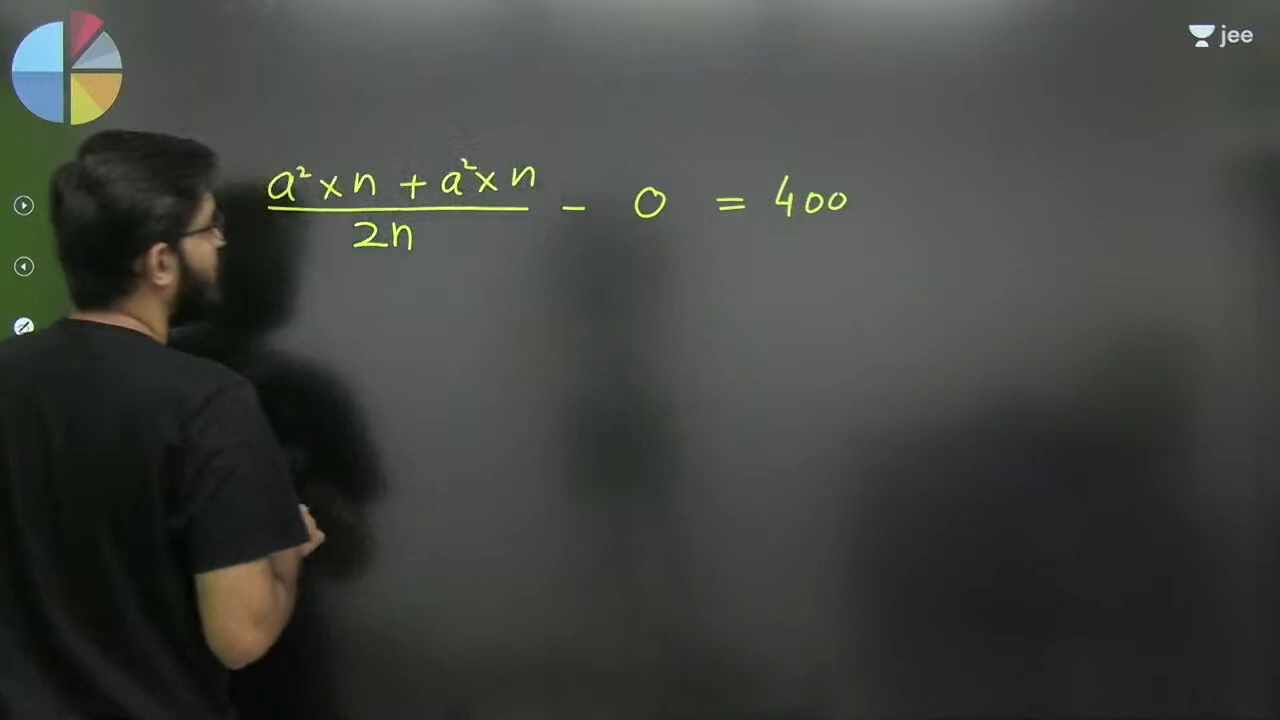 jee
a² × n + a² × n / 2n - 0 = 400